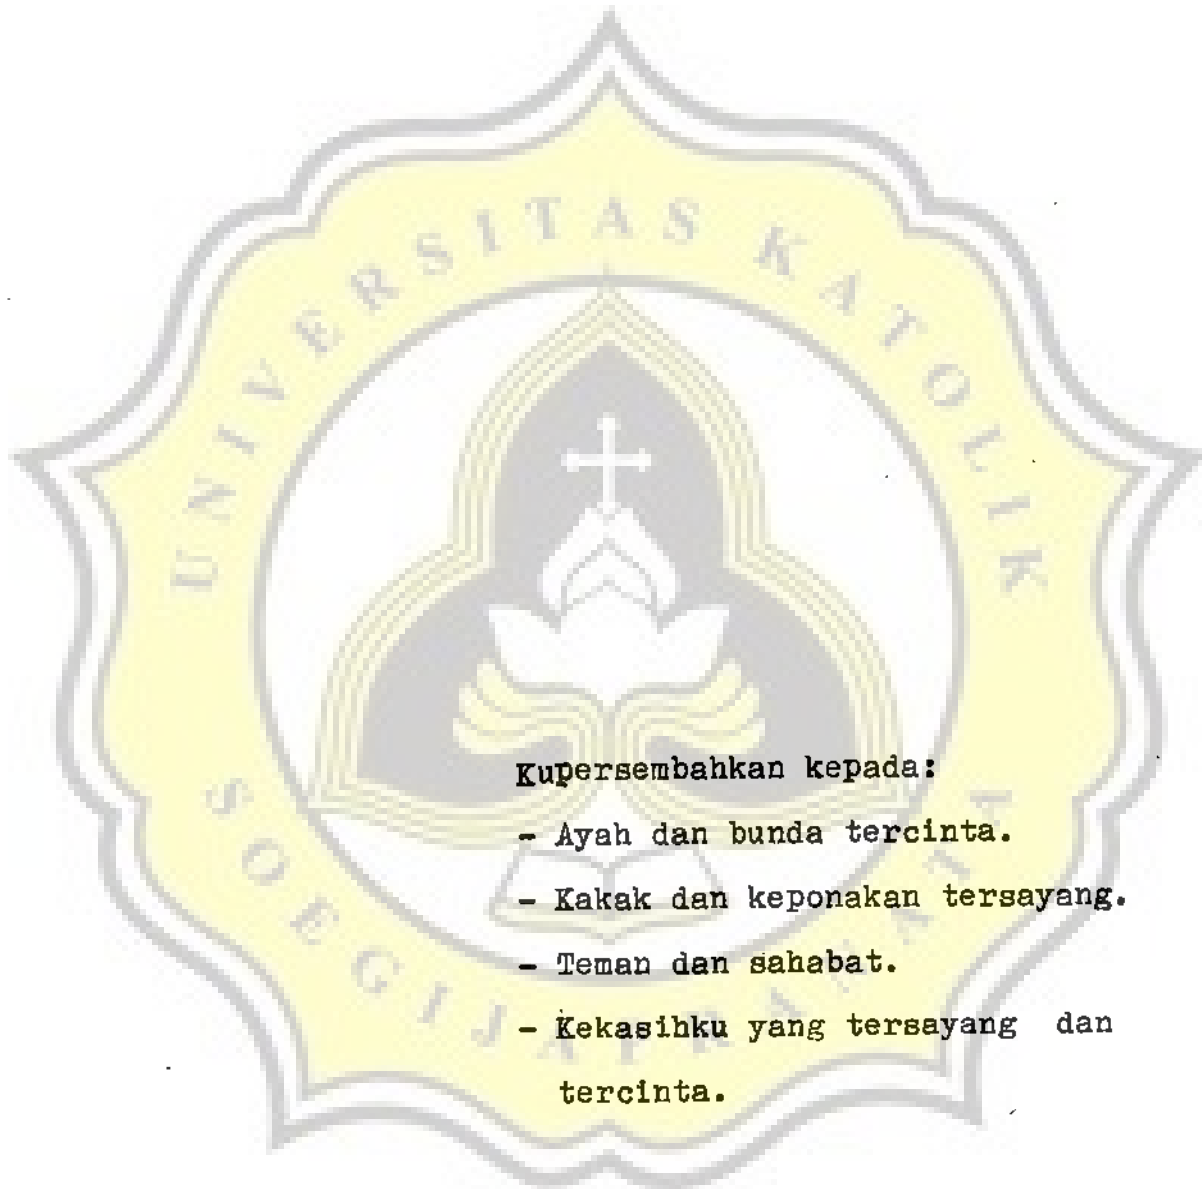 UNIVERSITAS KATOLIK
SOEGIJAPRANATA
Kupersembahkan kepada:
- Ayah dan bunda tercinta.
- Kakak dan keponakan tersayang.
- Teman dan sahabat.
- Kekasihku yang tersayang dan
tercinta.